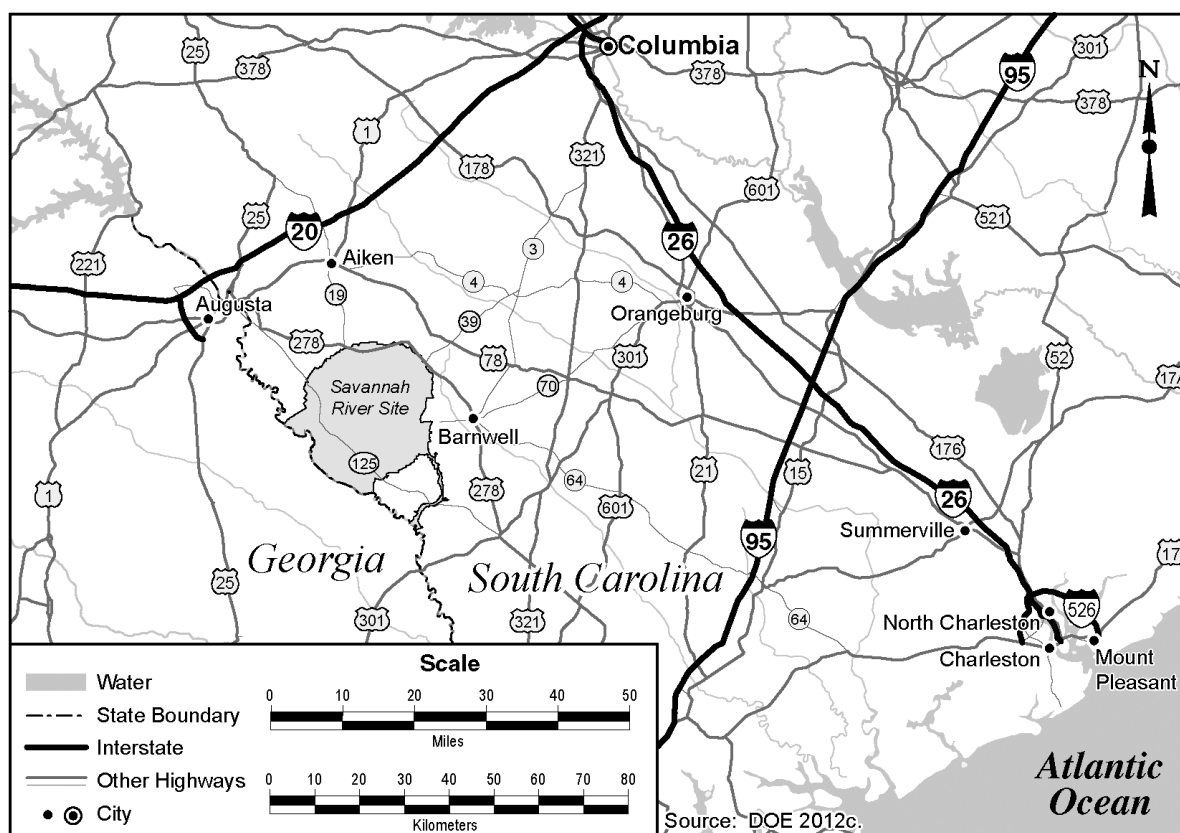 Columbia
25
378
378
95
301
N
378
1
178
321
601
25
20
3
26
521
221
Aiken
4
4
19
Augusta
39
Orangeburg
278
78
301
52
17A
Savannah
River Site
70
Barnwell
176
125
1
278
64
21
15
26
601
Summerville
95
Georgia
South Carolina
17
25
301
321
64
526
North Charleston
Charleston
Mount
Pleasant
Scale
Water
0 10 20 30 40 50
State Boundary
Miles
Interstate
Other Highways
0 10 20 30 40 50 60 70 80
City
Kilometers
Atlantic
Ocean
Source: DOE 2012c.